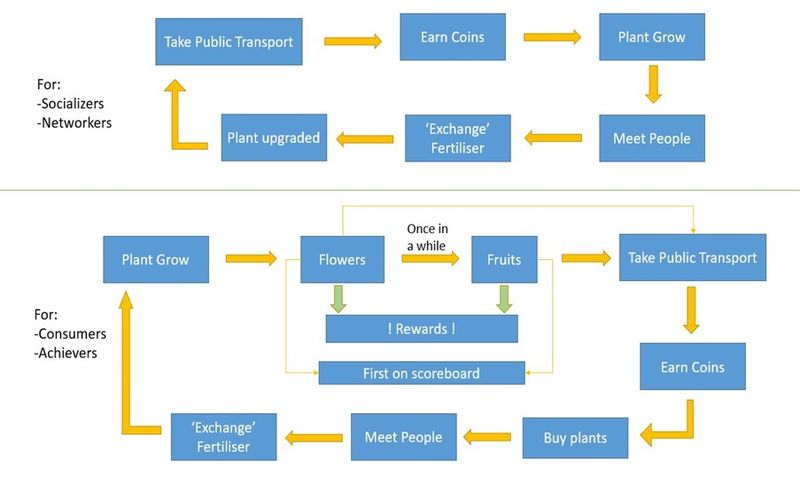 Take Public Transport
Earn Coins
Plant Grow
For:
-Socializers
-Networkers
Plant upgraded
‘Exchange’
Fertiliser
Meet People
Once in
a while
Plant Grow
Flowers
Fruits
Take Public Transport
For:
-Consumers
-Achievers
! Rewards !
First on scoreboard
Earn Coins
‘Exchange’
Fertiliser
Meet People
Buy plants